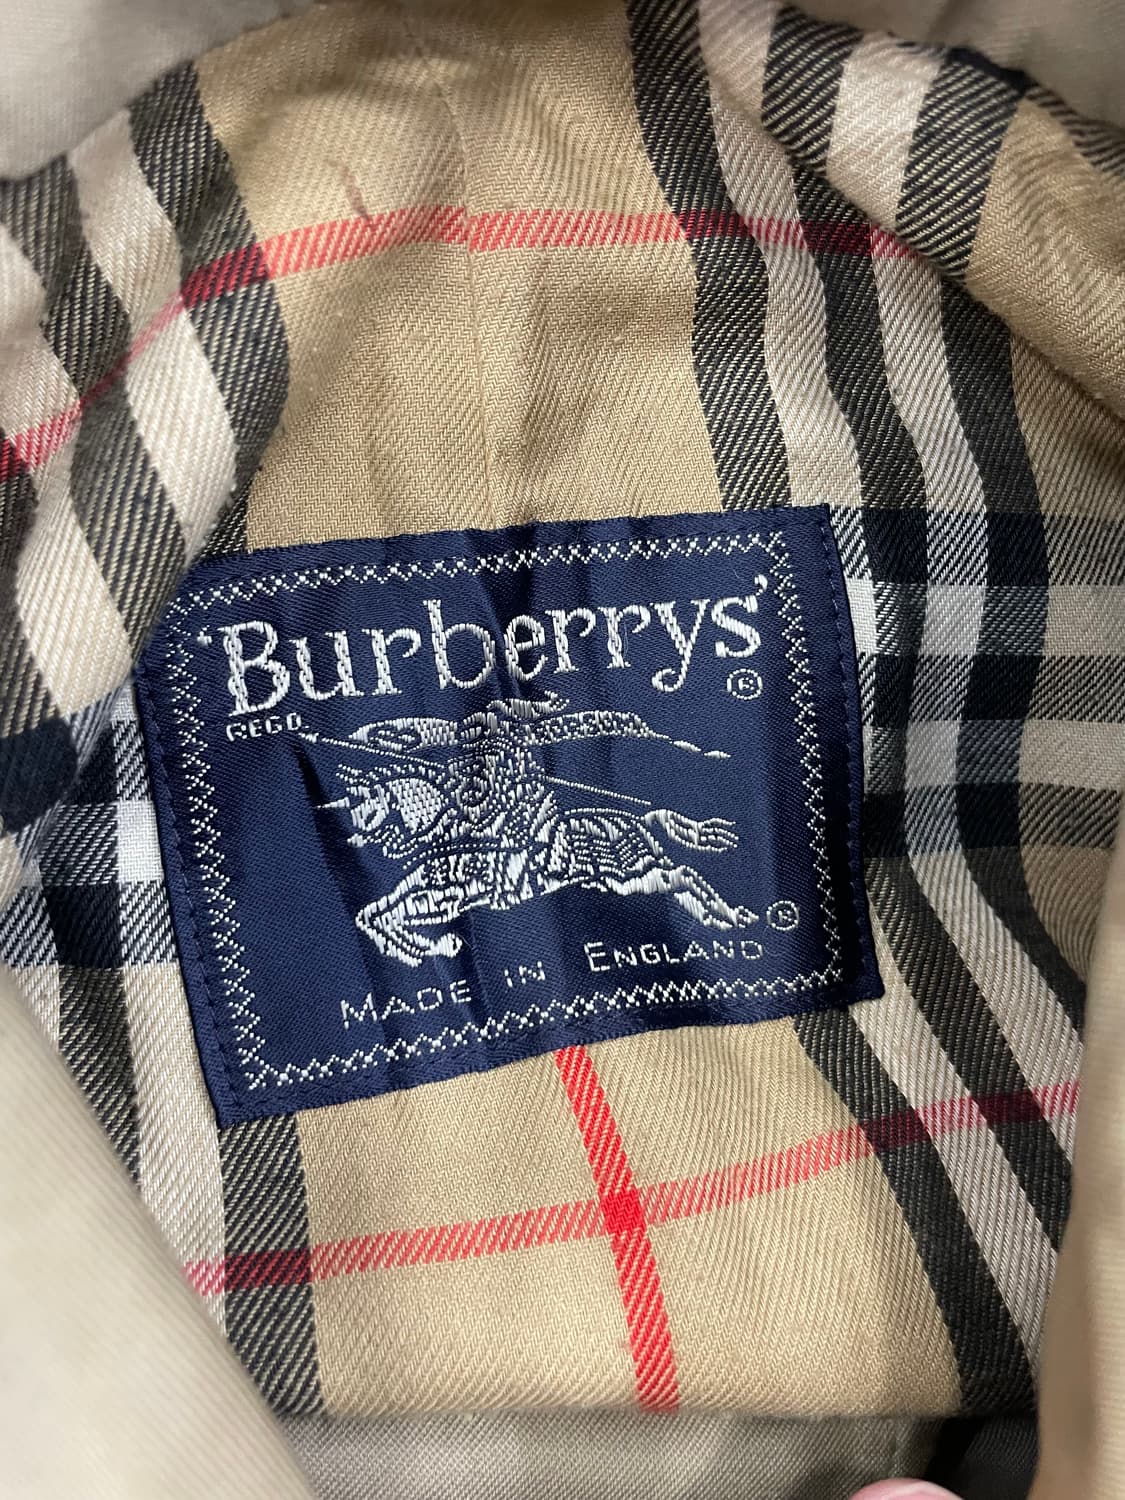 'Burberrys'
REGD. ®
®
MADE IN ENGLAND